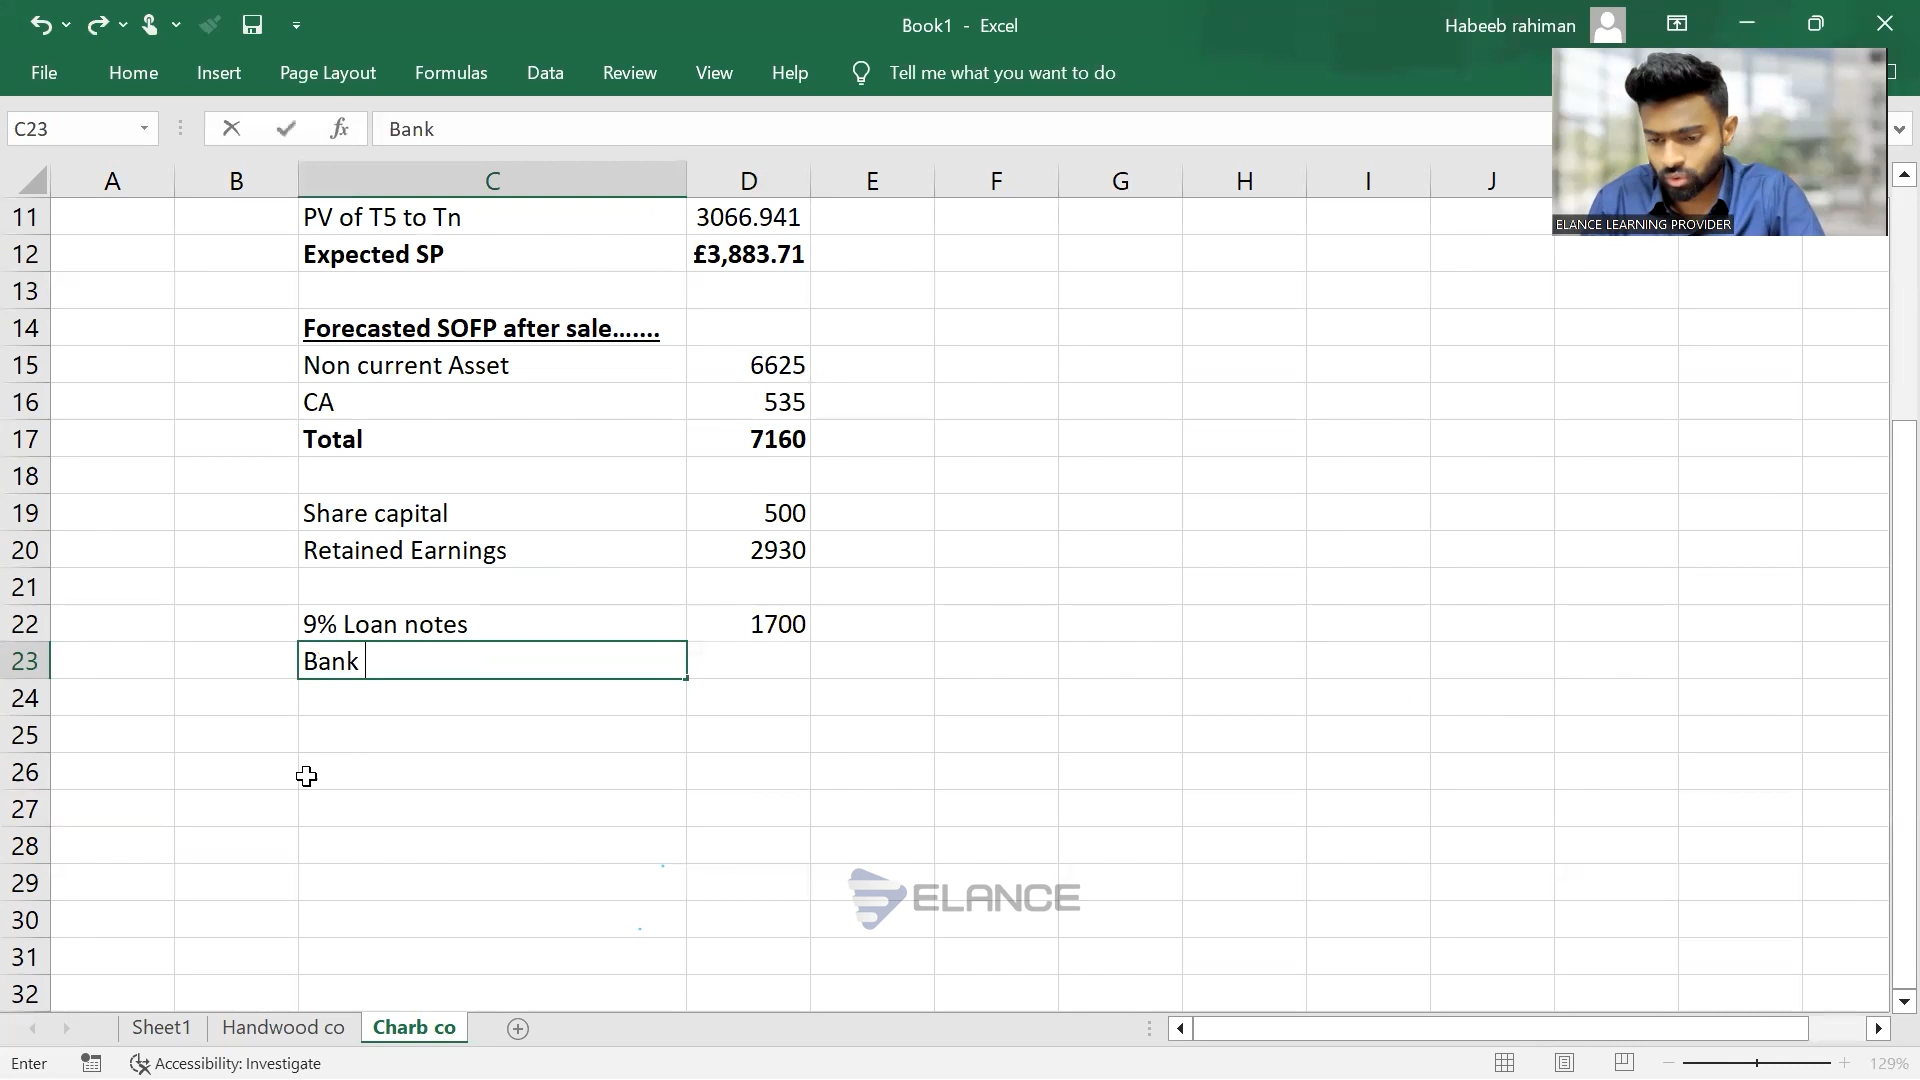 Book1 - Excel
Habeeb rahiman
File Home Insert Page Layout Formulas Data Review View Help Tell me what you want to do
C23 fx Bank
ELANCE LEARNING PROVIDER
A B C D E F G H I J
11 PV of T5 to Tn 3066.941
12 Expected SP £3,883.71
13
14 Forecasted SOFP after sale.......
15 Non current Asset 6625
16 CA 535
17 Total 7160
18
19 Share capital 500
20 Retained Earnings 2930
21
22 9% Loan notes 1700
23 Bank
24
25
26
27
28
29
ELANCE
30
31
32
Sheet1 Handwood co Charb co
Enter Accessibility: Investigate 129%